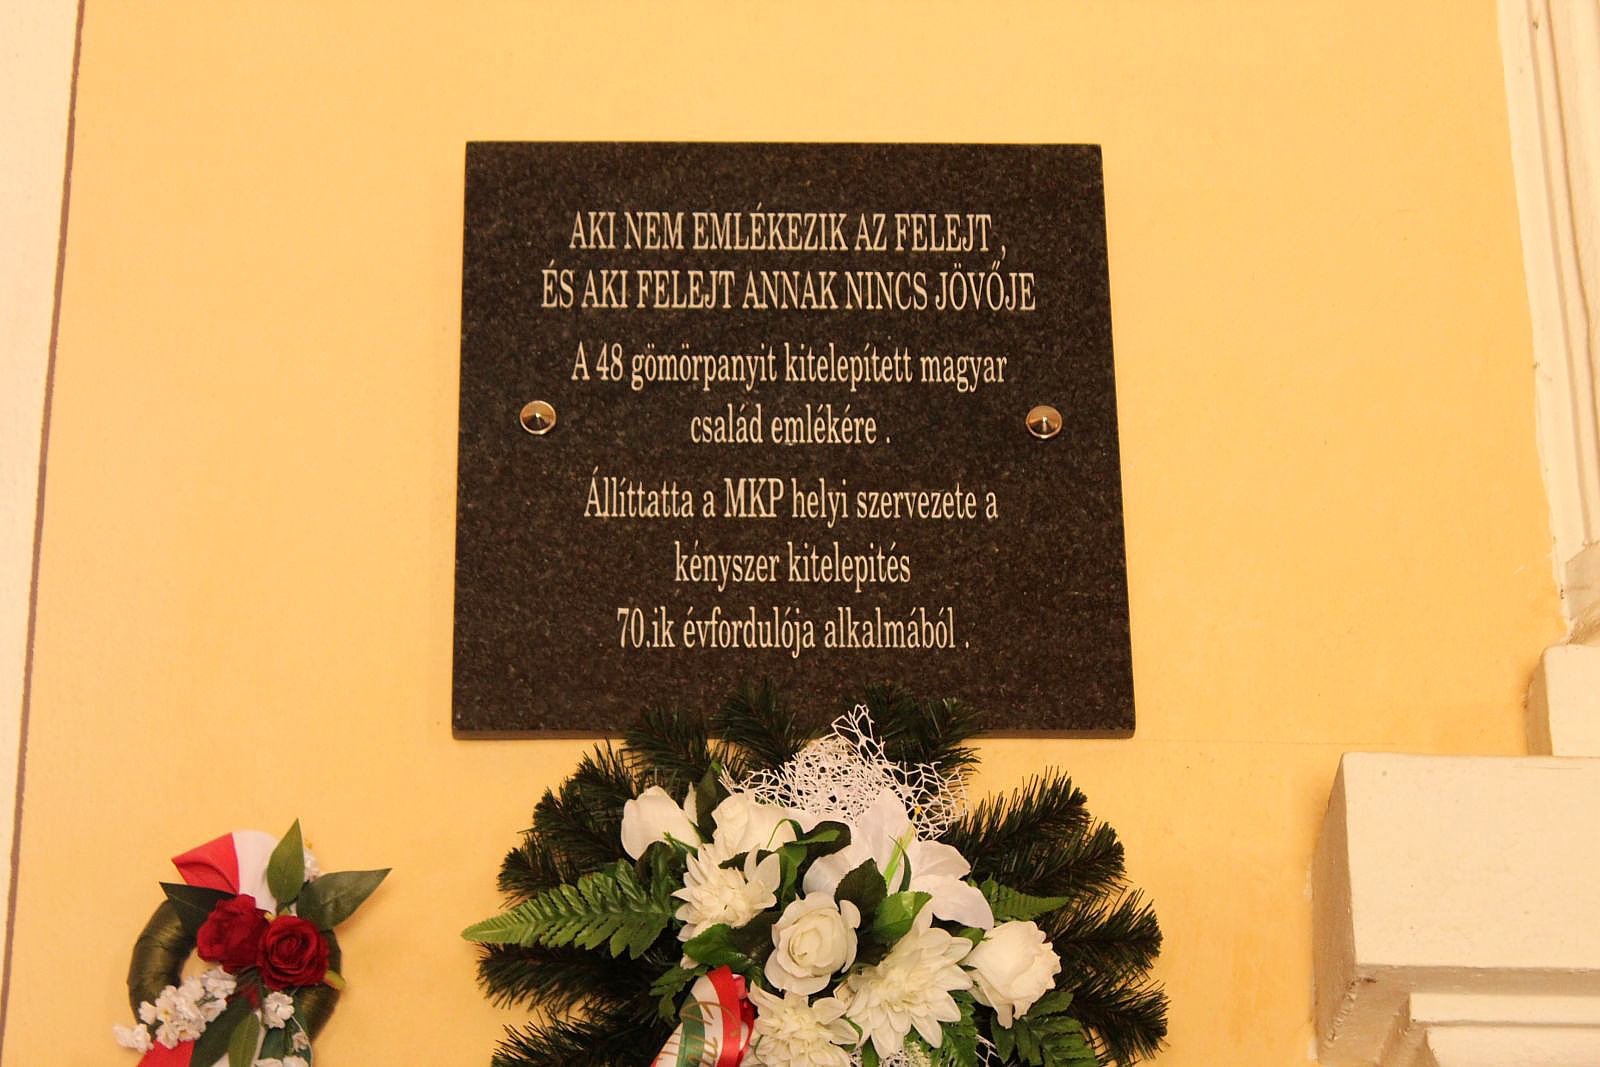 AKI NEM EMLÉKEZIK AZ FELEJT ,
ÉS AKI FELEJT ANNAK NINCS JÖVŐJE
A 48 gömörpanyit kitelepített magyar
család emlékére .
Állíttatta a MKP helyi szervezete a
kényszer kitelepités
70.ik évfordulója alkalmából .